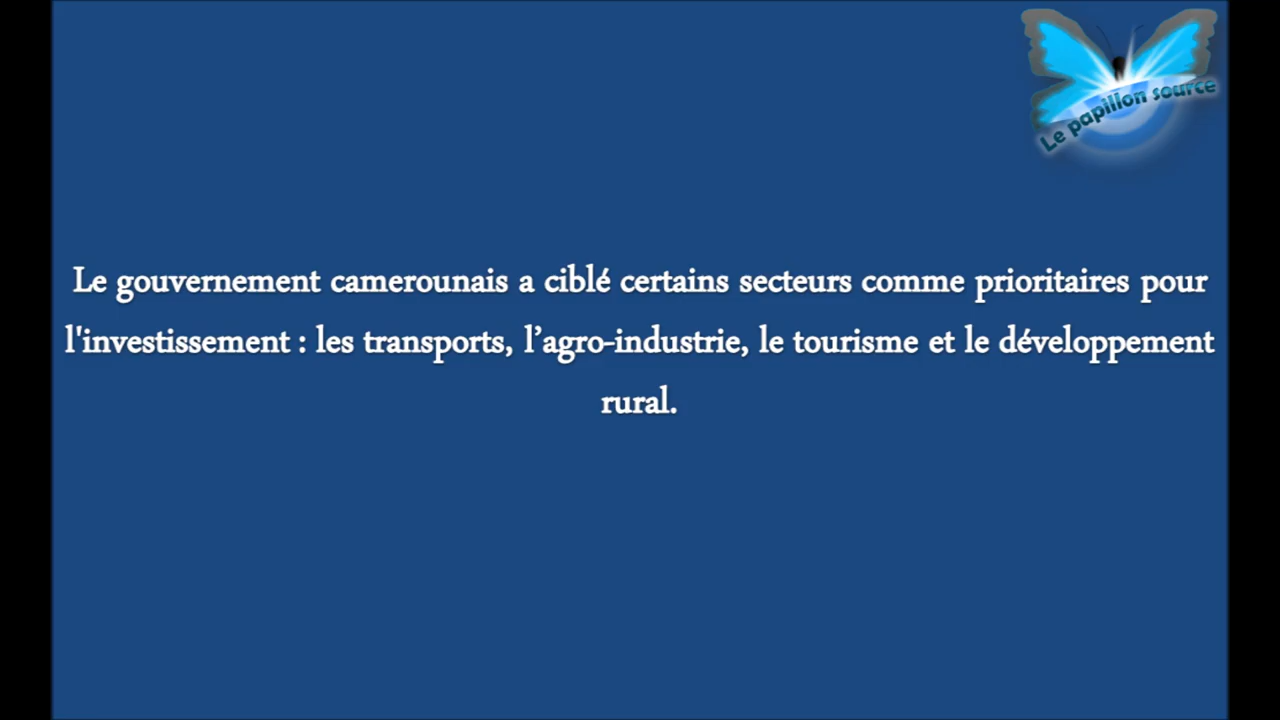 Le papillon source
Le gouvernement camerounais a ciblé certains secteurs comme prioritaires pour
l'investissement : les transports, l’agro-industrie, le tourisme et le développement
rural.